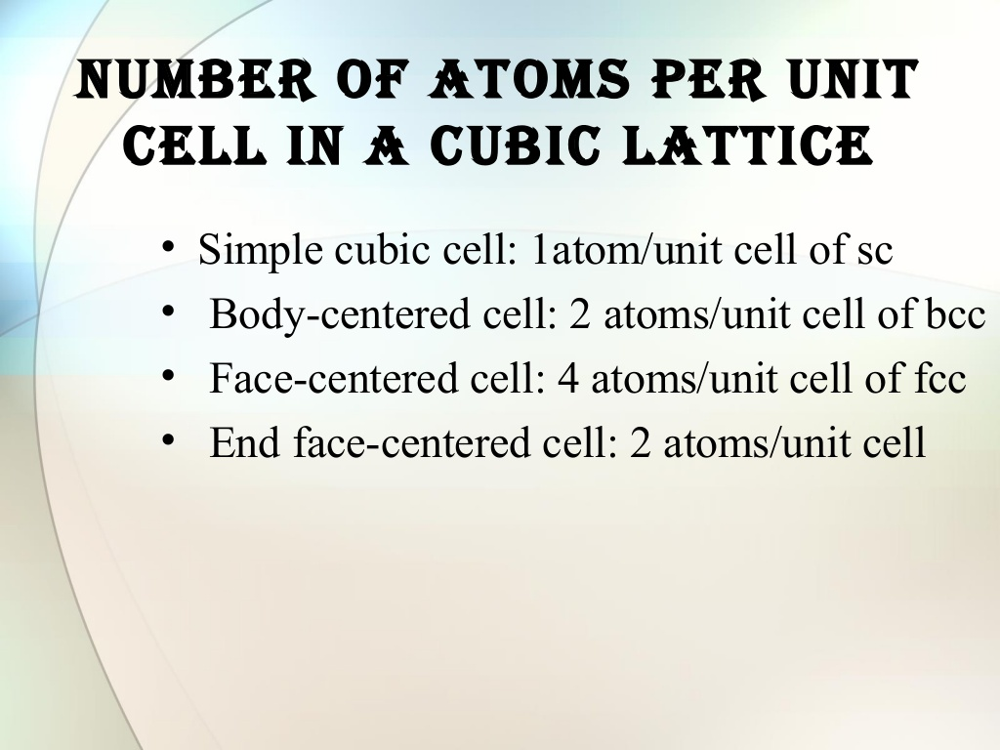 NUMBER OF ATOMS PER UNIT
CELL IN A CUBIC LATTICE
• Simple cubic cell: 1atom/unit cell of sc
• Body-centered cell: 2 atoms/unit cell of bcc
• Face-centered cell: 4 atoms/unit cell of fcc
• End face-centered cell: 2 atoms/unit cell